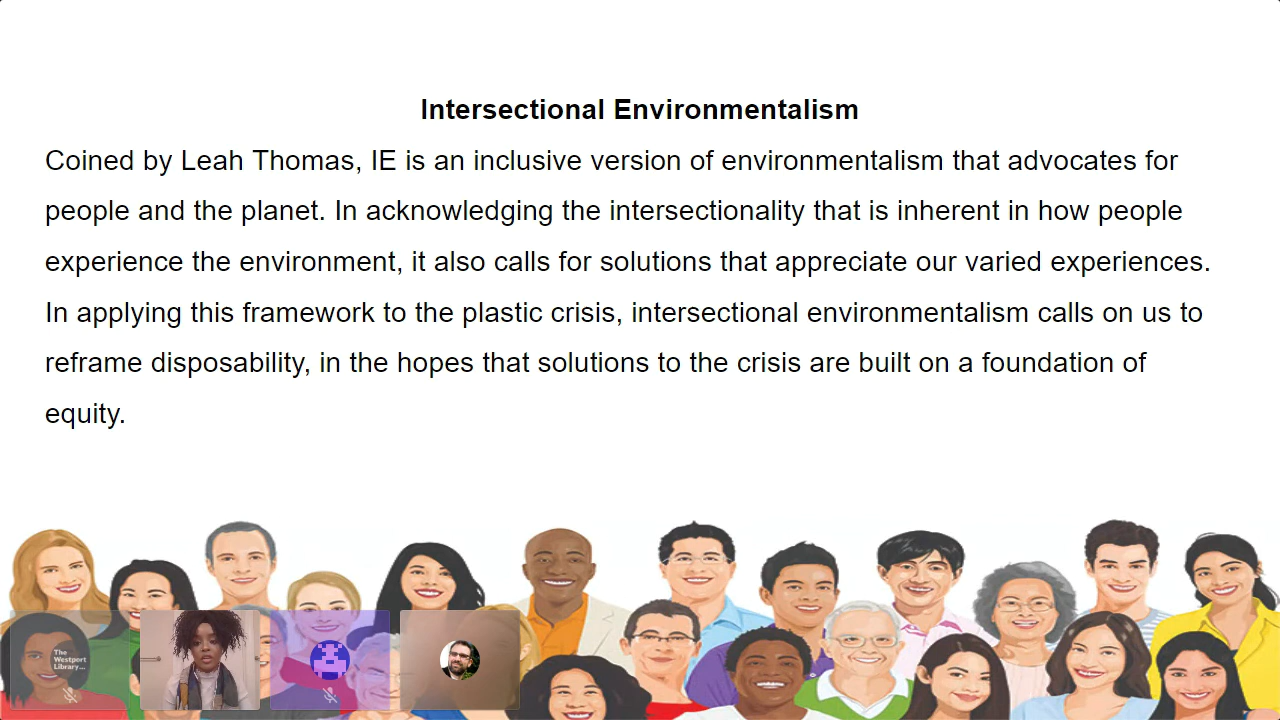 Intersectional Environmentalism
Coined by Leah Thomas, IE is an inclusive version of environmentalism that advocates for
people and the planet. In acknowledging the intersectionality that is inherent in how people
experience the environment, it also calls for solutions that appreciate our varied experiences.
In applying this framework to the plastic crisis, intersectional environmentalism calls on us to
reframe disposability, in the hopes that solutions to the crisis are built on a foundation of
equity.
The
Westport
Library...